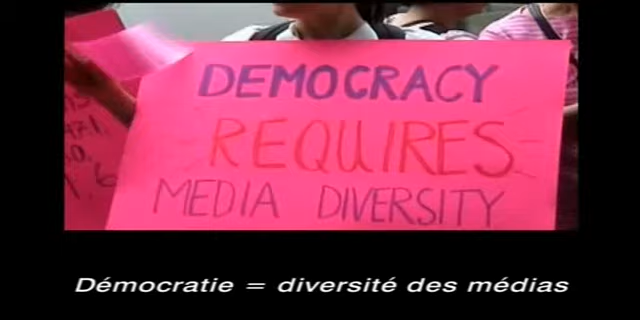 DEMOCRACY
REQUIRES
MEDIA DIVERSITY
Démocratie = diversité des médias